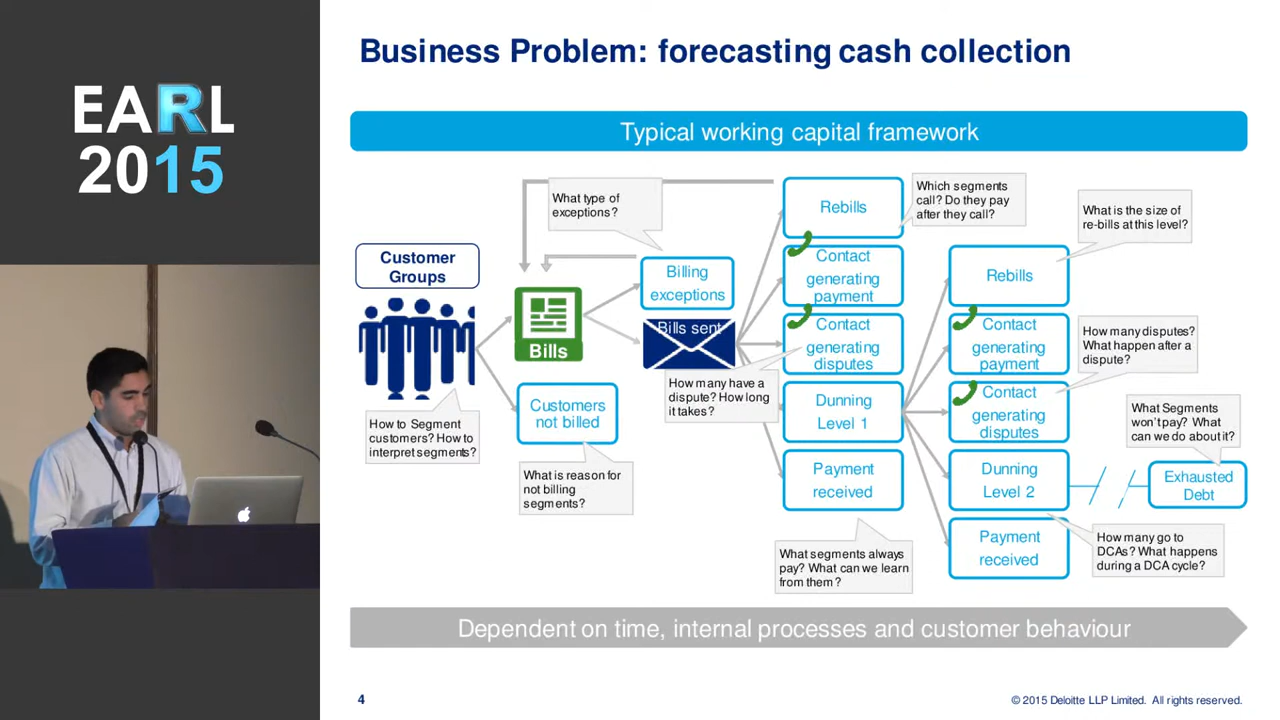 EARL
2015
Business Problem: forecasting cash collection
Typical working capital framework
Customer
Groups
How to Segment
customers? How to
interpret segments?
Bills
Customers
not billed
What is reason for
not billing
segments?
What type of
exceptions?
Billing
exceptions
Bills sent
How many have a
dispute? How long
it takes?
Rebills
Contact
generating
payment
Contact
generating
disputes
Dunning
Level 1
Payment
received
Which segments
call? Do they pay
after they call?
What segments always
pay? What can we learn
from them?
Rebills
Contact
generating
payment
Contact
generating
disputes
Dunning
Level 2
Payment
received
What is the size of
re-bills at this level?
How many disputes?
What happen after a
dispute?
What Segments
won't pay? What
can we do about it?
Exhausted
Debt
How many go to
DCAs? What happens
during a DCA cycle?
Dependent on time, internal processes and customer behaviour
4
© 2015 Deloitte LLP Limited. All rights reserved.